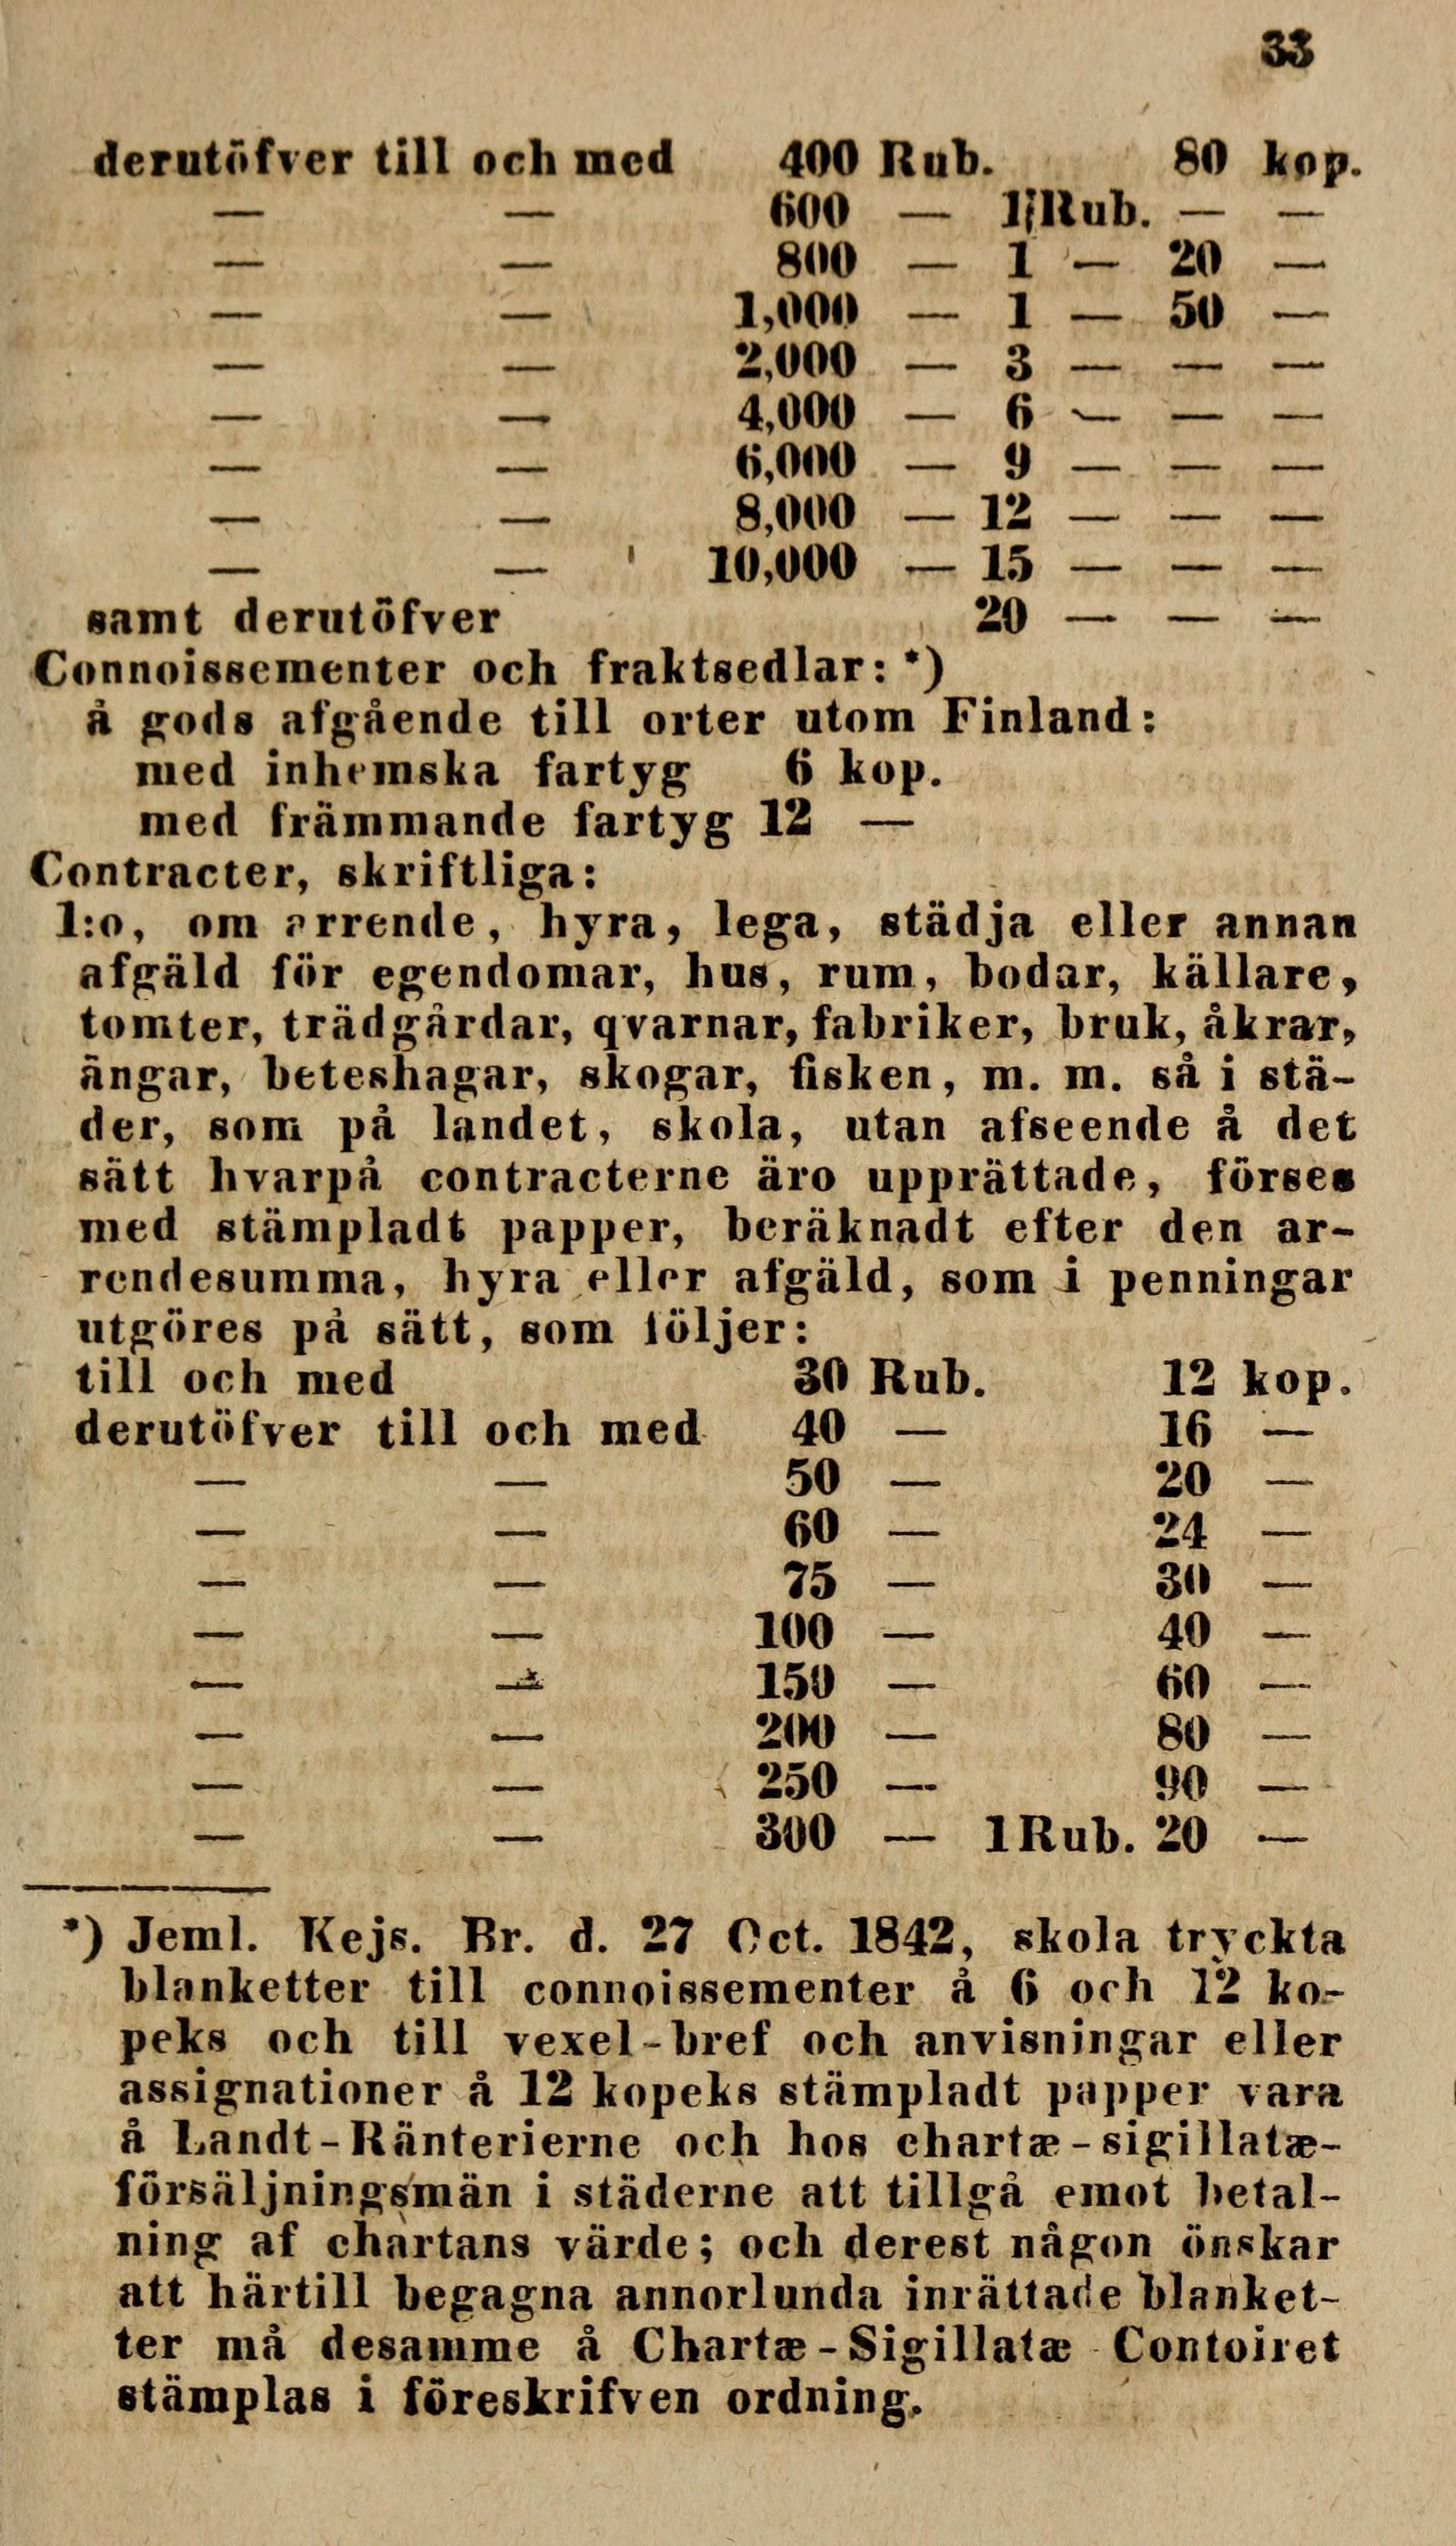 33
derutöfver till och med 400 Rub. 80 kop.
— — 600 — 1 Rub. — —
— — 800 — 1 — 20 —
— — 1,000 — 1 — 50 —
— — 2,000 — 3 — — —
— — 4,000 — 6 — — —
— — 6,000 — 9 — — —
— — 8,000 — 12 — — —
— — 10,000 — 15 — — —
samt derutöfver 20 — — —
Connoissementer och fraktsedlar: *)
å gods afgående till orter utom Finland:
med inhemska fartyg 6 kop.
med främmande fartyg 12 —
Contracter, skriftliga:
1:o, om arrende, hyra, lega, städja eller annan
afgäld för egendomar, hus, rum, bodar, källare,
tomter, trädgårdar, qvarnar, fabriker, bruk, åkrar,
ängar, beteshagar, skogar, fisken, m. m. så i stä-
der, som på landet, skola, utan afseende å det
sätt hvarpå contracterne äro upprättade, förses
med stämpladt papper, beräknadt efter den ar-
rendesumma, hyra eller afgäld, som i penningar
utgöres på sätt, som följer:
till och med 30 Rub. 12 kop.
derutöfver till och med 40 — 16 —
— — 50 — 20 —
— — 60 — 24 —
— — 75 — 30 —
— — 100 — 40 —
— — 150 — 60 —
— — 200 — 80 —
— — 250 — 90 —
— — 300 — 1 Rub. 20 —
*) Jeml. Kejs. Br. d. 27 Oct. 1842, skola tryckta
blanketter till connoissementer å 6 och 12 ko-
peks och till vexel-bref och anvisningar eller
assignationer å 12 kopeks stämpladt papper vara
å Landt-Ränterierne och hos chartæ-sigillatæ-
försäljningsmän i städerne att tillgå emot betal-
ning af chartans värde; och derest någon önskar
att härtill begagna annorlunda inrättade blanket-
ter må desamme å Chartæ-Sigillatæ Contoiret
stämplas i föreskrifven ordning.